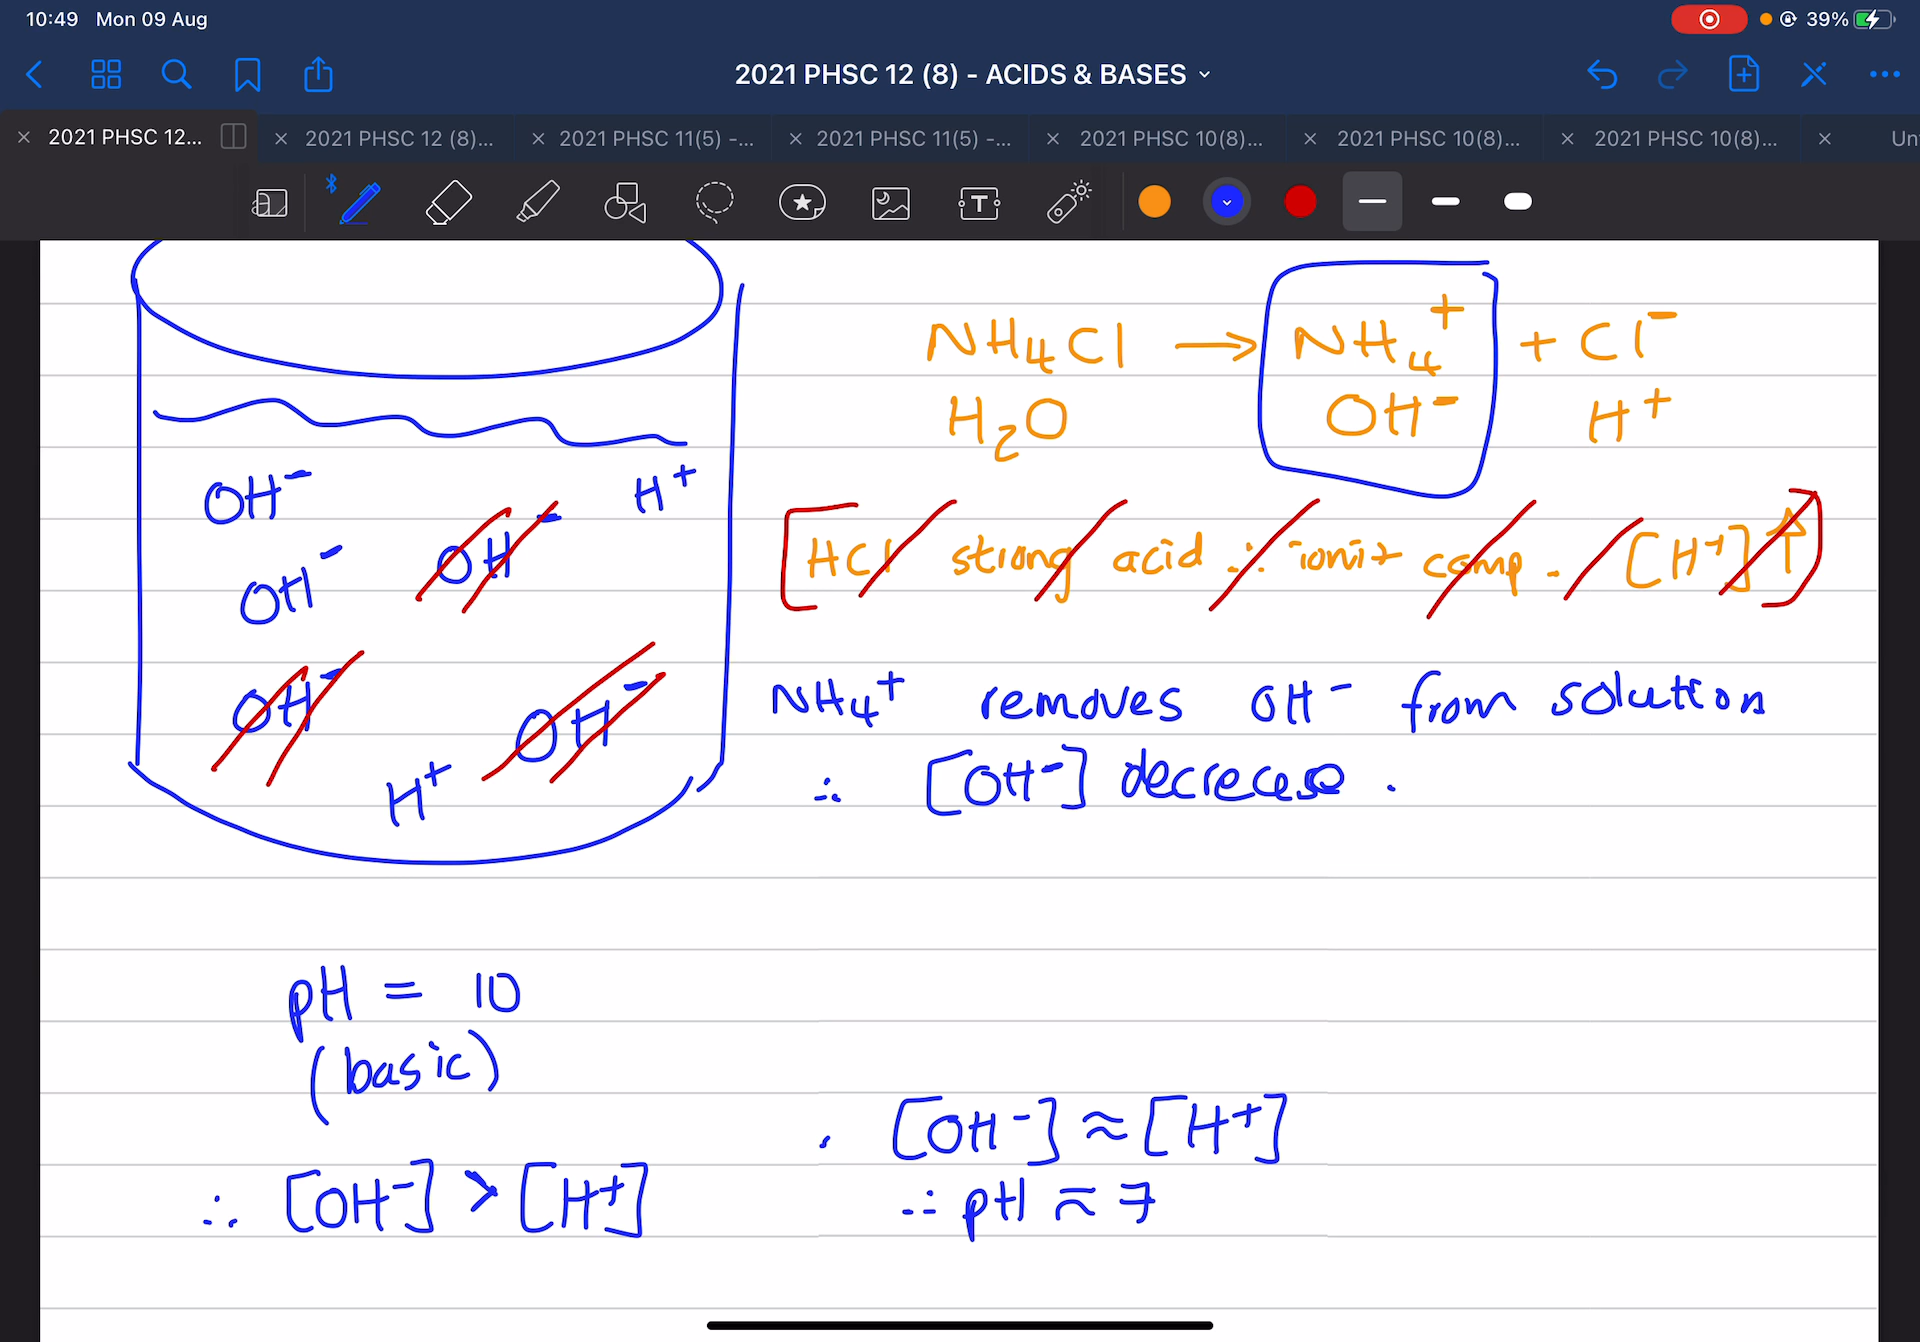 10:49 Mon 09 Aug
39%
2021 PHSC 12 (8) - ACIDS & BASES
2021 PHSC 12...
2021 PHSC 12 (8)...
2021 PHSC 11(5) -...
2021 PHSC 11(5) -...
2021 PHSC 10(8)...
2021 PHSC 10(8)...
2021 PHSC 10(8)...
Un
NH₄Cl → NH₄⁺ + Cl⁻
H₂O OH⁻ H⁺
OH⁻ H⁺
OH⁻
OH⁻
OH⁻
OH⁻
H⁺
[HCl strong acid ∴ ioni⁺ comp. [H⁺]↑]
NH₄⁺ removes OH⁻ from solution
∴ [OH⁻] decrease.
pH = 10
(basic)
∴ [OH⁻] > [H⁺]
. [OH⁻] ≈ [H⁺]
∴ pH ≈ 7